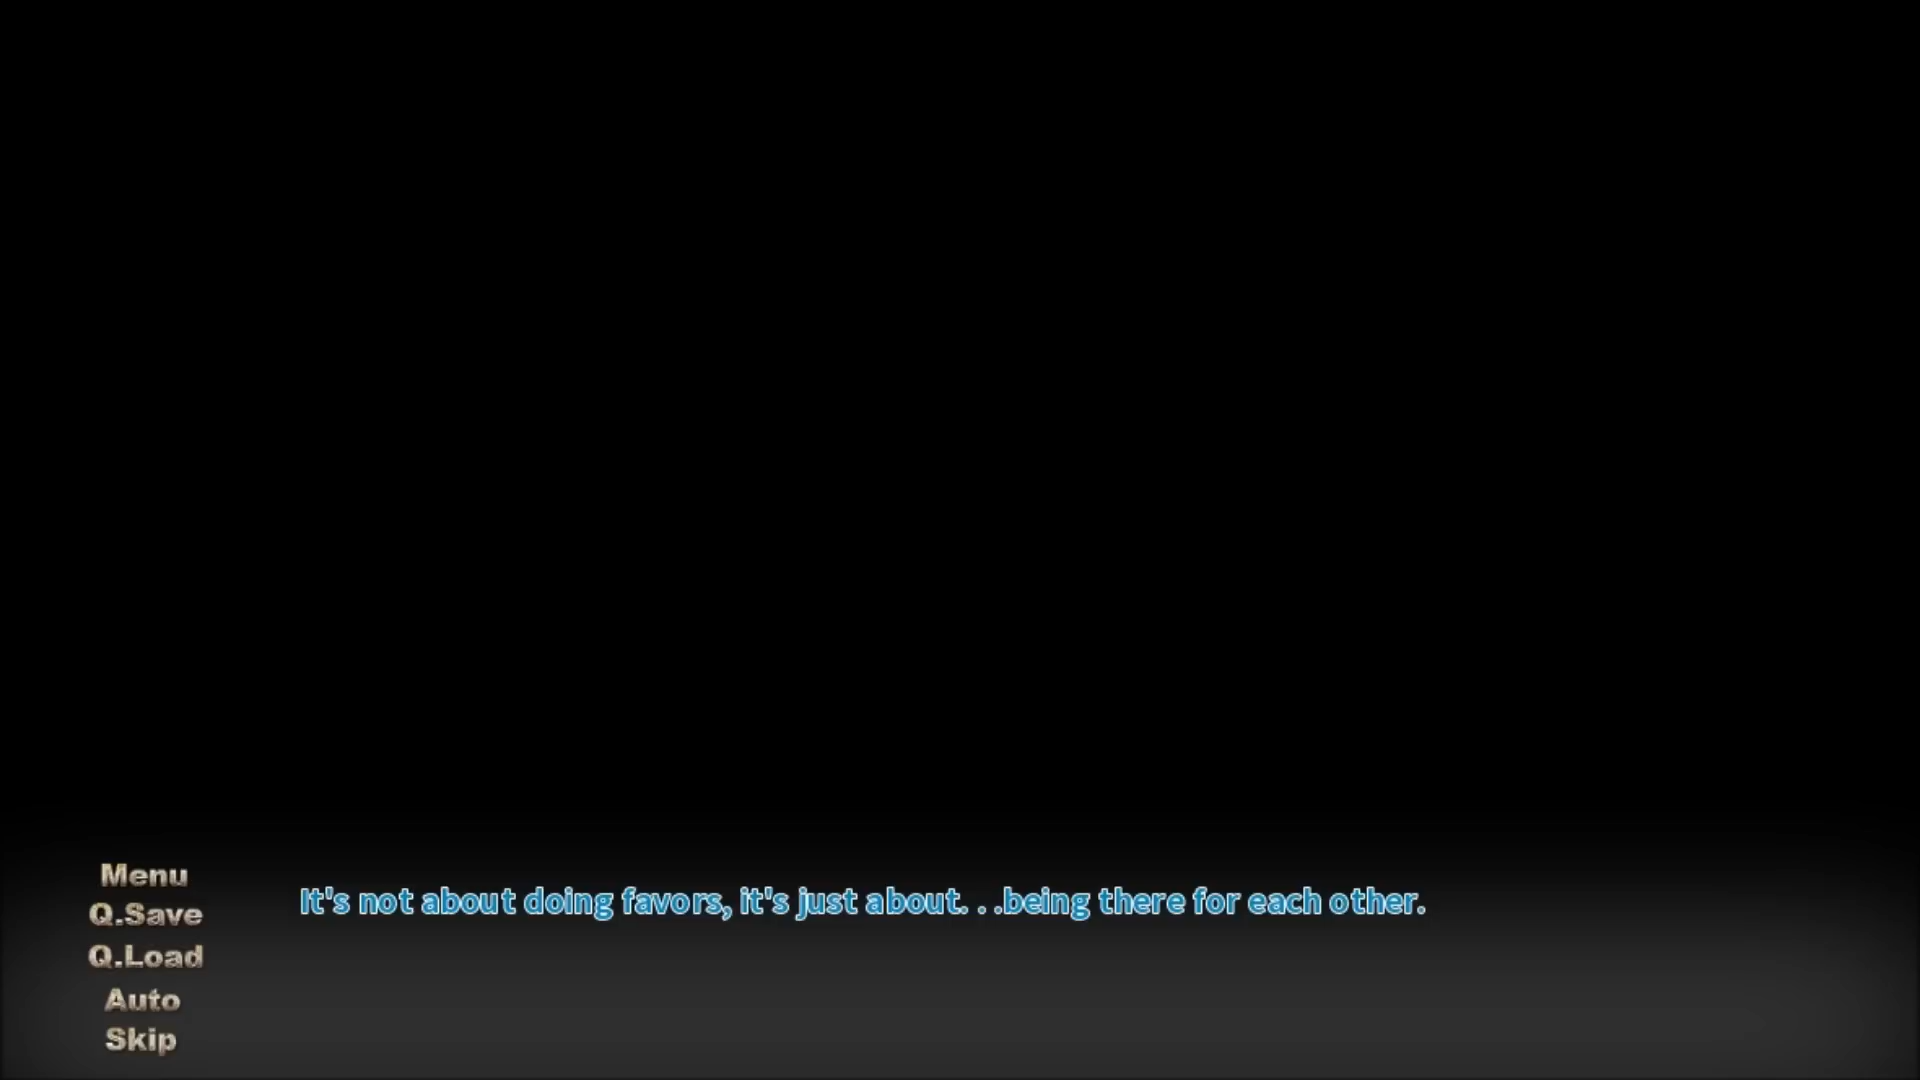 Menu
Q.Save
Q.Load
Auto
Skip
It's not about doing favors, it's just about. . .being there for each other.